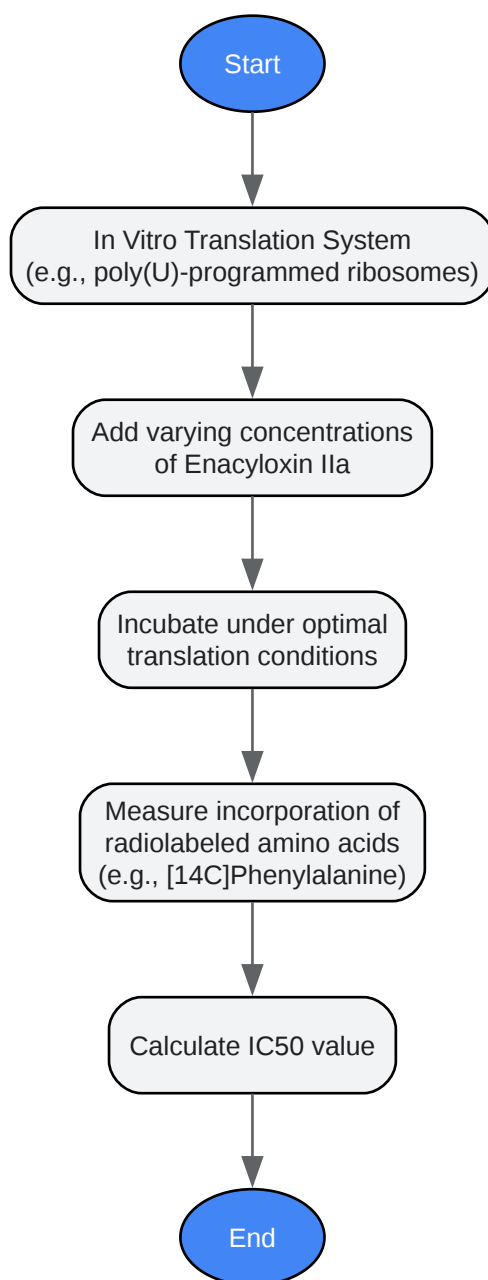 Start
In Vitro Translation System
(e.g., poly(U)-programmed ribosomes)
Add varying concentrations
of Enacyloxin IIa
Incubate under optimal
translation conditions
Measure incorporation of
radiolabeled amino acids
(e.g., [14C]Phenylalanine)
Calculate IC50 value
End